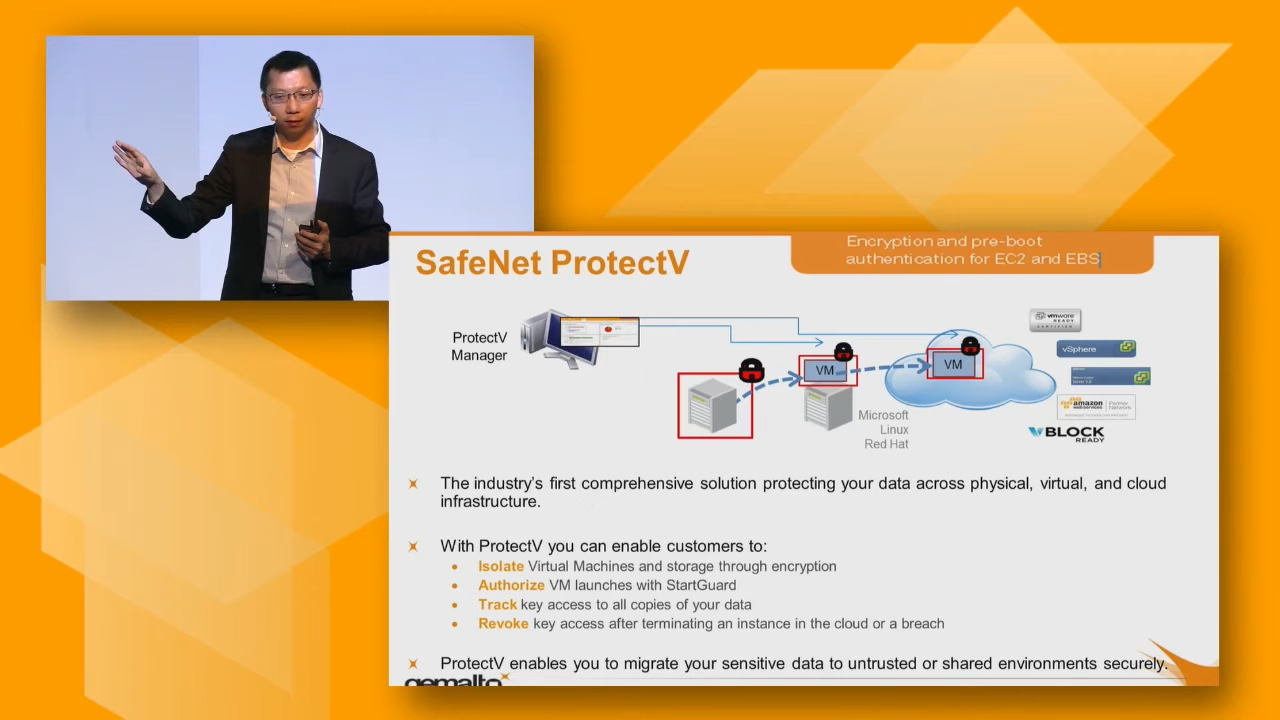 SafeNet ProtectV
Encryption and pre-boot
authentication for EC2 and EBS
ProtectV
Manager
VM
VM
Microsoft
Linux
Red Hat
vmware
READY
vSphere
amazon
webservices
Partner
Network
VBLOCK
READY
The industry's first comprehensive solution protecting your data across physical, virtual, and cloud
infrastructure.
With ProtectV you can enable customers to:
Isolate Virtual Machines and storage through encryption
Authorize VM launches with StartGuard
Track key access to all copies of your data
Revoke key access after terminating an instance in the cloud or a breach
ProtectV enables you to migrate your sensitive data to untrusted or shared environments securely.
gemalto